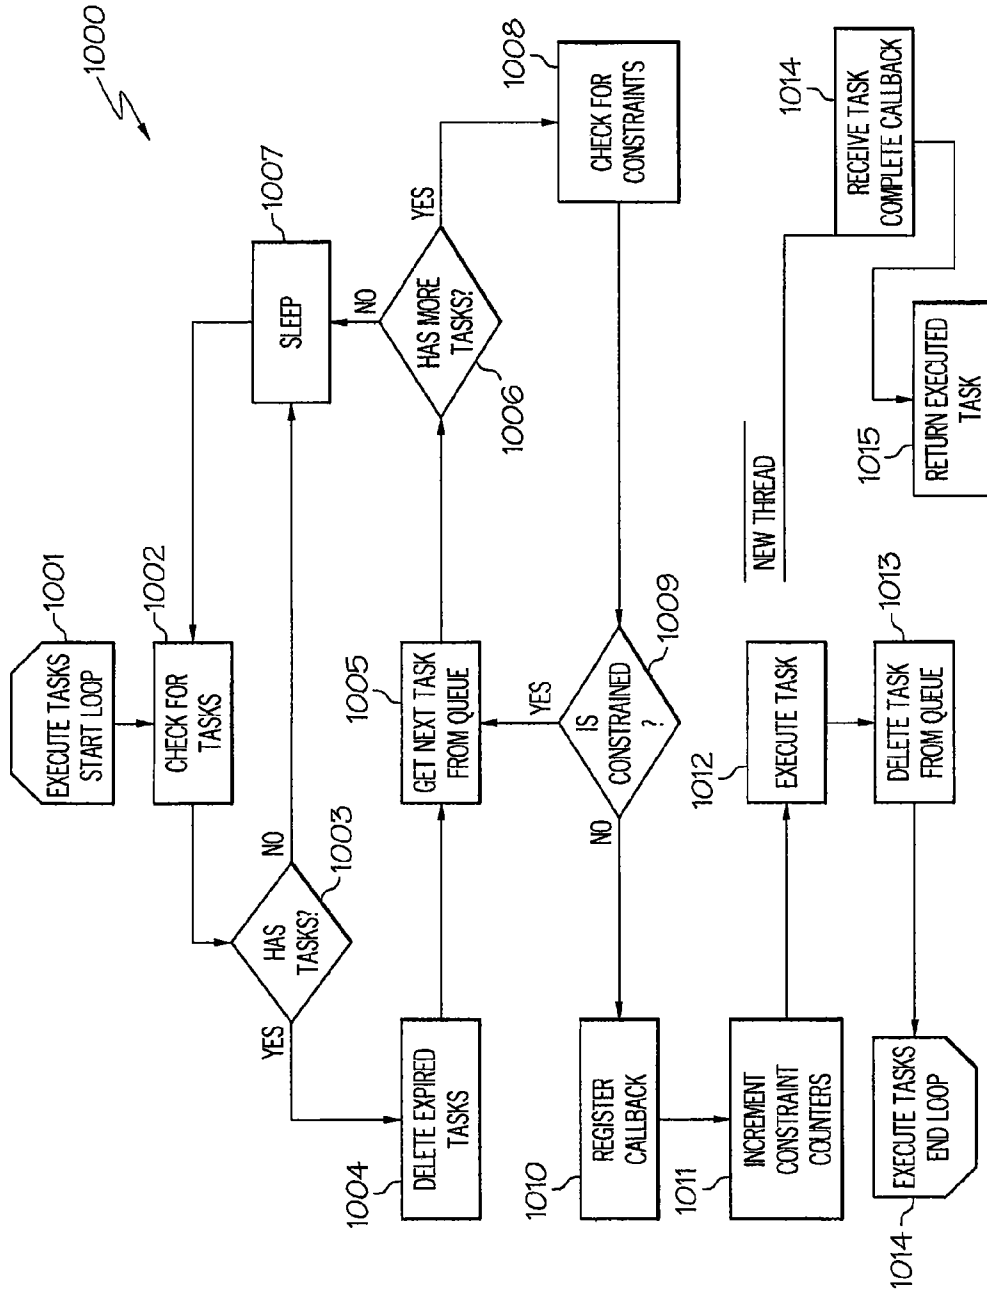 1000
1001
EXECUTE TASKS
START LOOP
1002
CHECK FOR
TASKS
1007
SLEEP
1003
HAS
TASKS?
NO
YES
1004
DELETE EXPIRED
TASKS
1005
GET NEXT TASK
FROM QUEUE
1006
HAS MORE
TASKS?
NO
YES
1008
CHECK FOR
CONSTRAINTS
1009
IS
CONSTRAINED
?
YES
NO
1010
REGISTER
CALLBACK
1011
INCREMENT
CONSTRAINT
COUNTERS
1012
EXECUTE TASK
1013
DELETE TASK
FROM QUEUE
1014
EXECUTE TASKS
END LOOP
NEW THREAD
1014
RECEIVE TASK
COMPLETE CALLBACK
1015
RETURN EXECUTED
TASK